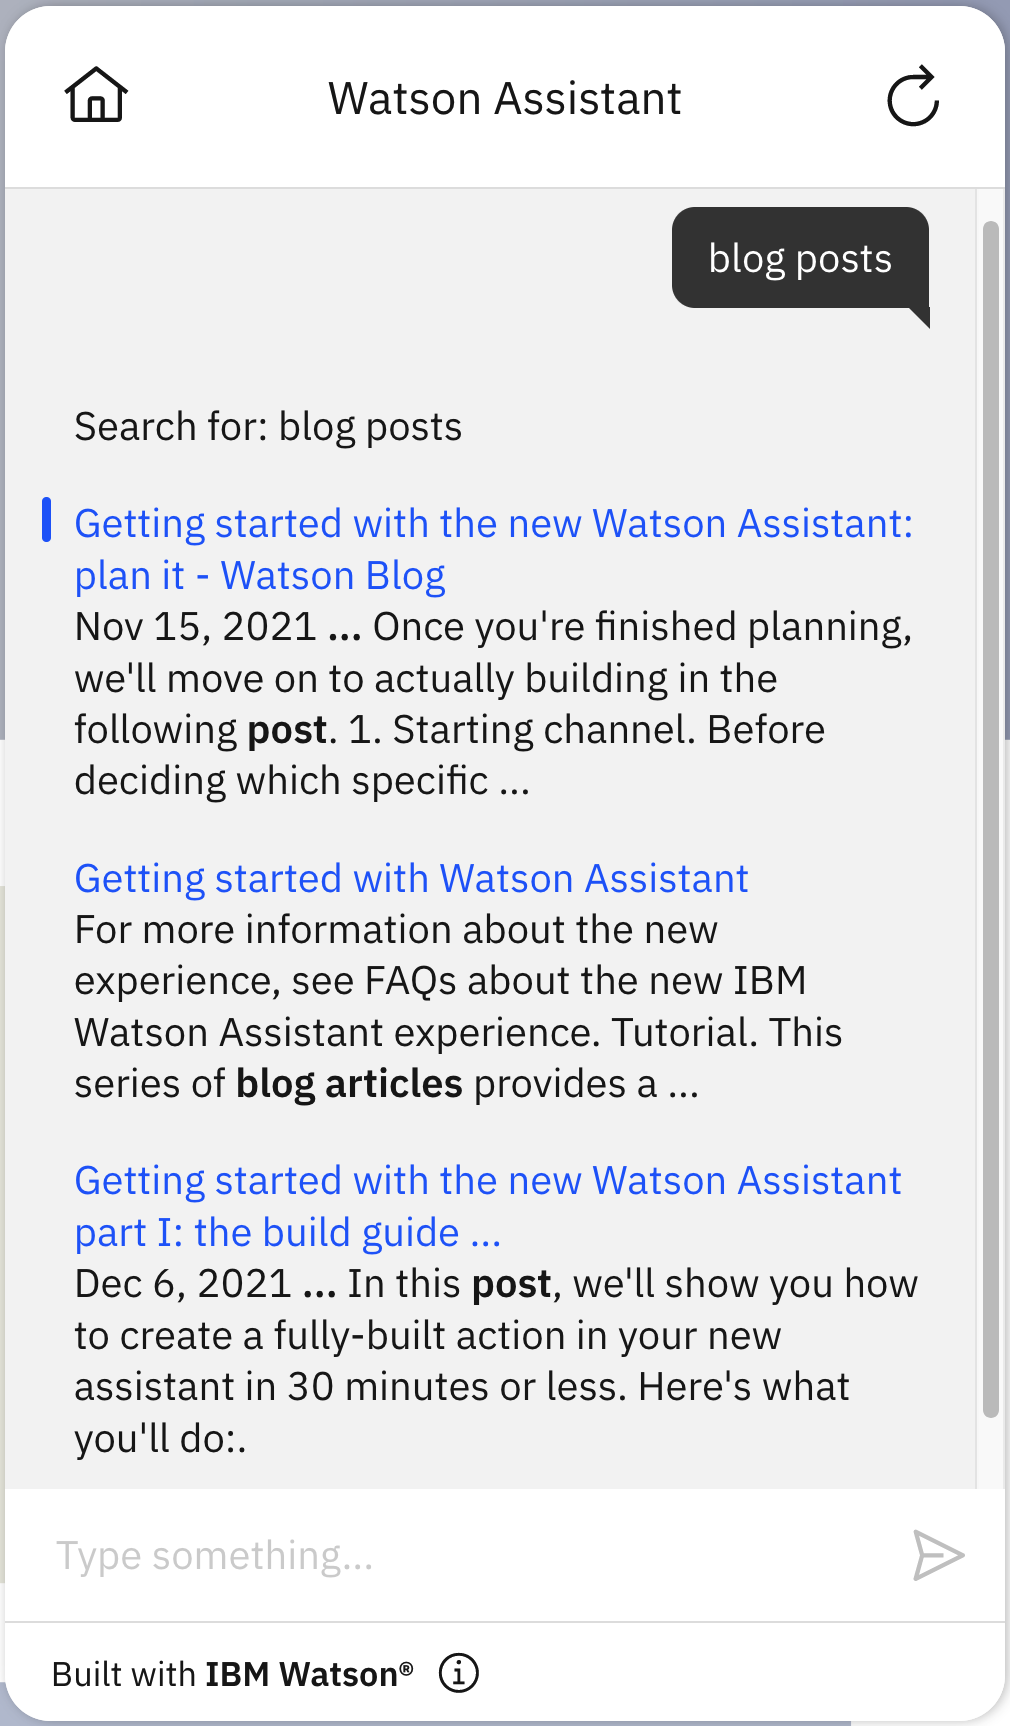 Watson Assistant
blog posts
Search for: blog posts
Getting started with the new Watson Assistant:
plan it - Watson Blog
Nov 15, 2021 ... Once you're finished planning,
we'll move on to actually building in the
following post. 1. Starting channel. Before
deciding which specific ...
Getting started with Watson Assistant
For more information about the new
experience, see FAQs about the new IBM
Watson Assistant experience. Tutorial. This
series of blog articles provides a ...
Getting started with the new Watson Assistant
part I: the build guide ...
Dec 6, 2021 ... In this post, we'll show you how
to create a fully-built action in your new
assistant in 30 minutes or less. Here's what
you'll do:.
Type something...
Built with IBM Watson®